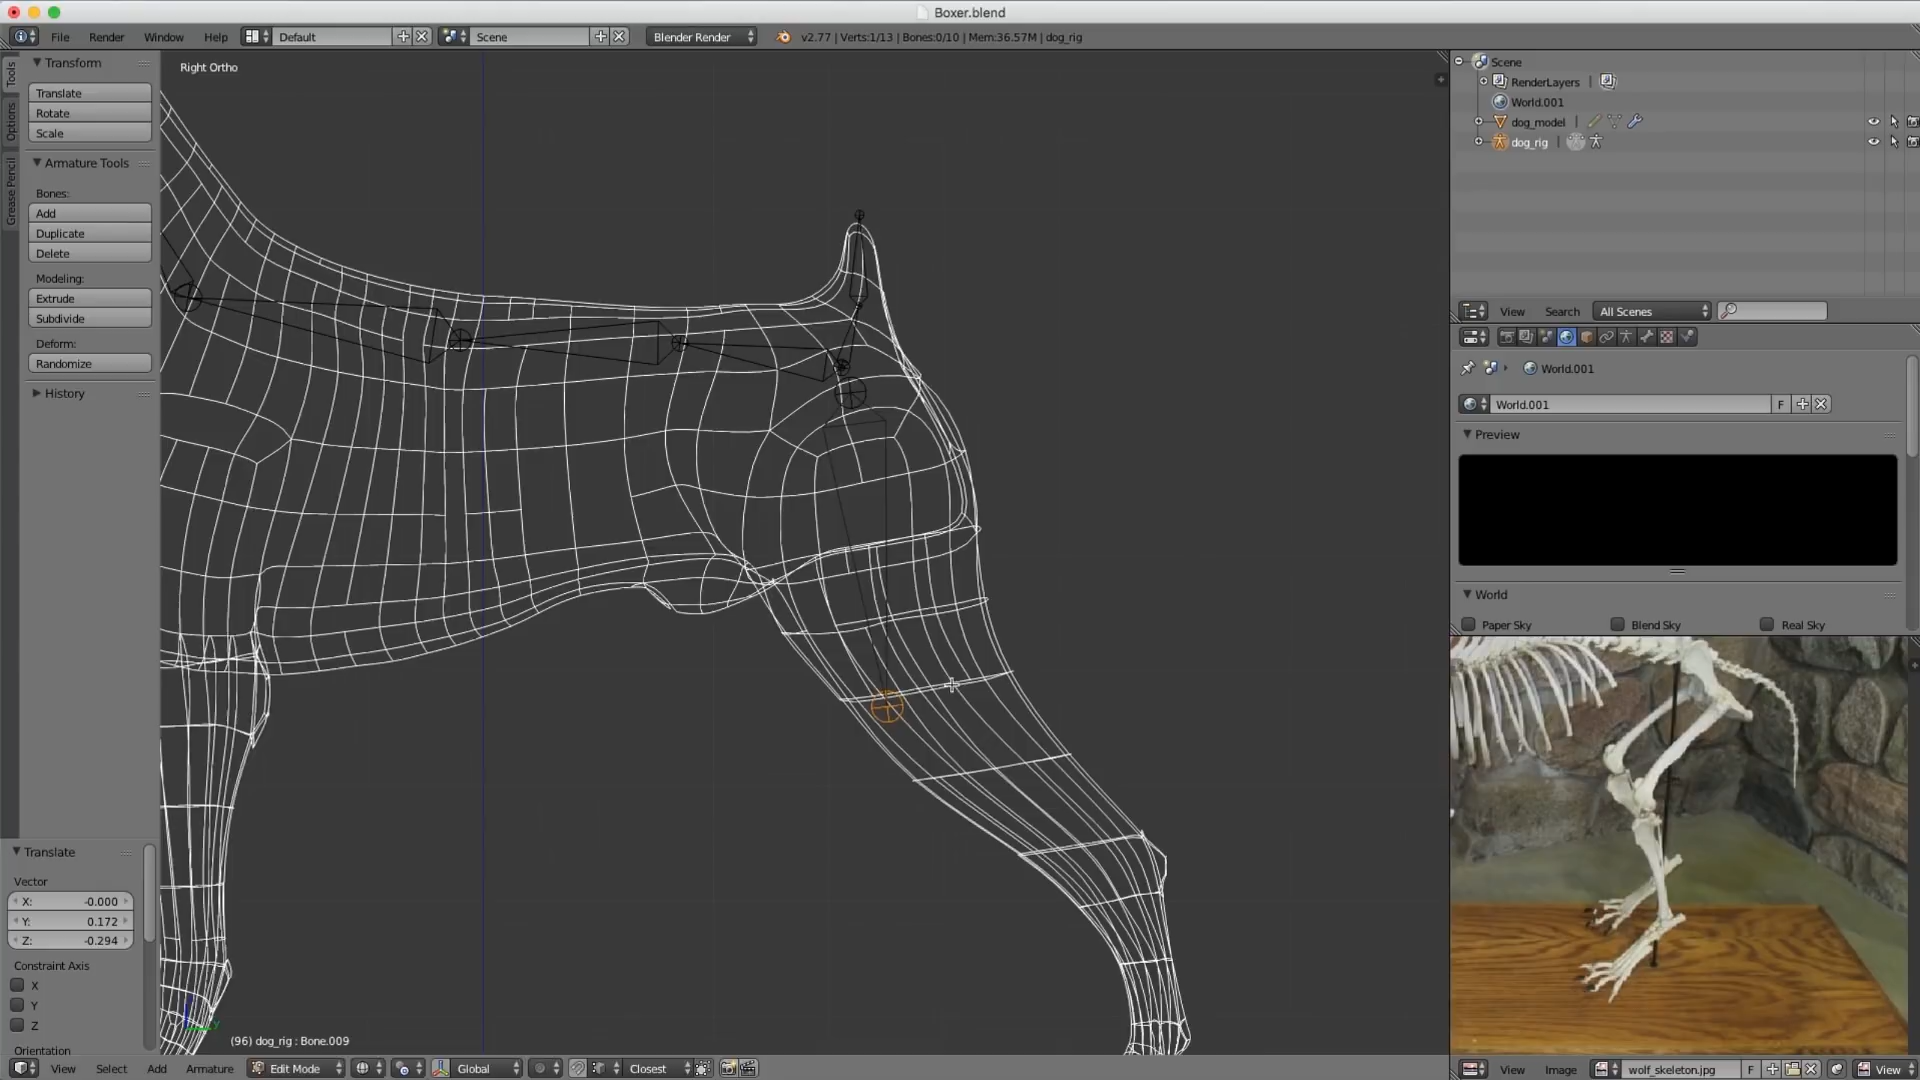 Boxer.blend
File Render Window Help Default Scene Blender Render v2.77 | Verts:1/13 | Bones:0/10 | Mem:36.57M | dog_rig
Tools
Options
Grease Pencil
Transform
Translate
Rotate
Scale
Armature Tools
Bones:
Add
Duplicate
Delete
Modeling:
Extrude
Subdivide
Deform:
Randomize
History
Translate
Vector
X: -0.000
Y: 0.172
Z: -0.294
Constraint Axis
X
Y
Z
Orientation
Right Ortho
y
(96) dog_rig : Bone.009
View Select Add Armature Edit Mode Global Closest
Scene
RenderLayers
World.001
dog_model
dog_rig
View Search All Scenes
World.001
World.001 F
Preview
World
Paper Sky Blend Sky Real Sky
View Image wolf_skeleton.jpg F View